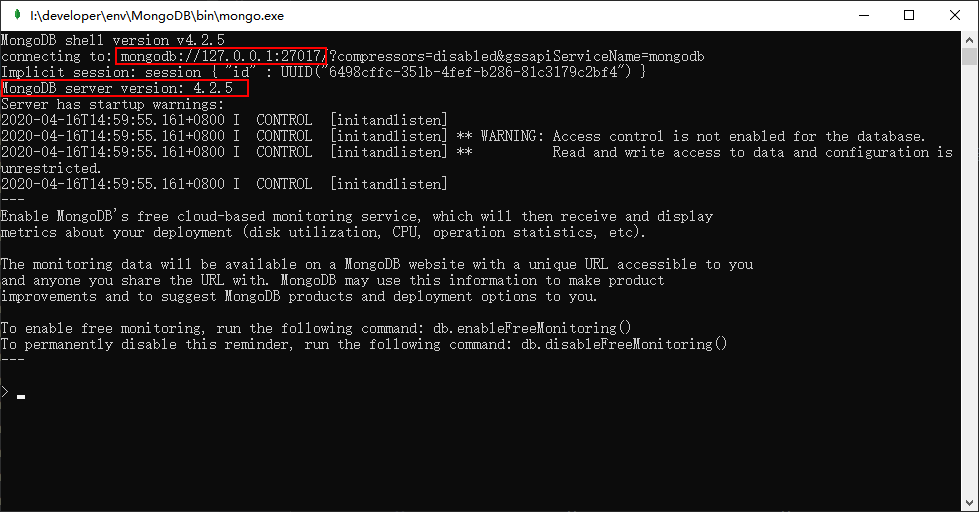 I:\developer\env\MongoDB\bin\mongo.exe
MongoDB shell version v4.2.5
connecting to: mongodb://127.0.0.1:27017/?compressors=disabled&gssapiServiceName=mongodb
Implicit session: session { "id" : UUID("6498cffc-351b-4fef-b286-81c3179c2bf4") }
MongoDB server version: 4.2.5
Server has startup warnings:
2020-04-16T14:59:55.161+0800 I  CONTROL  [initandlisten]
2020-04-16T14:59:55.161+0800 I  CONTROL  [initandlisten] ** WARNING: Access control is not enabled for the database.
2020-04-16T14:59:55.161+0800 I  CONTROL  [initandlisten] **          Read and write access to data and configuration is
unrestricted.
2020-04-16T14:59:55.161+0800 I  CONTROL  [initandlisten]
---
Enable MongoDB's free cloud-based monitoring service, which will then receive and display
metrics about your deployment (disk utilization, CPU, operation statistics, etc).
The monitoring data will be available on a MongoDB website with a unique URL accessible to you
and anyone you share the URL with. MongoDB may use this information to make product
improvements and to suggest MongoDB products and deployment options to you.
To enable free monitoring, run the following command: db.enableFreeMonitoring()
To permanently disable this reminder, run the following command: db.disableFreeMonitoring()
---
>